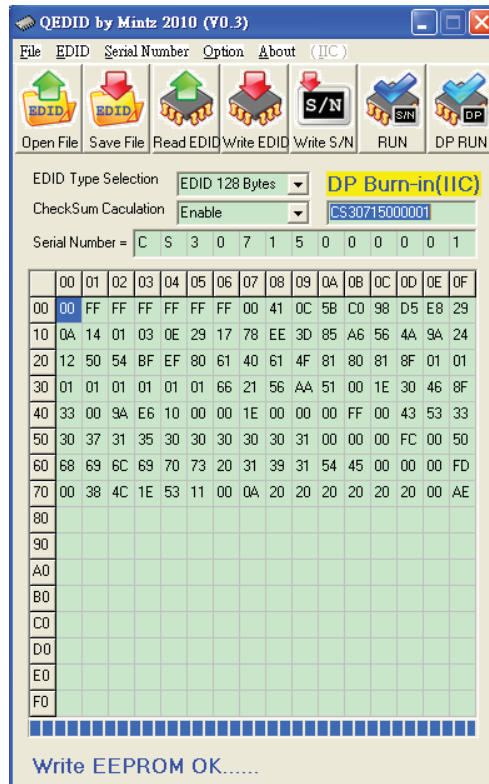 QEDID by Mintz 2010 (V0.3)
File EDID Serial Number Option About (IIC)
EDID EDID S/N S/N DP
Open File Save File Read EDID Write EDID Write S/N RUN DP RUN
EDID Type Selection EDID 128 Bytes DP Burn-in(IIC)
CheckSum Caculation Enable CS30715000001
Serial Number = C S 3 0 7 1 5 0 0 0 0 0 1
00 01 02 03 04 05 06 07 08 09 0A 0B 0C 0D 0E 0F
00 00 FF FF FF FF FF FF 00 41 0C 5B C0 98 D5 E8 29
10 0A 14 01 03 0E 29 17 78 EE 3D 85 A6 56 4A 9A 24
20 12 50 54 BF EF 80 61 40 61 4F 81 80 81 8F 01 01
30 01 01 01 01 01 01 66 21 56 AA 51 00 1E 30 46 8F
40 33 00 9A E6 10 00 00 1E 00 00 00 FF 00 43 53 33
50 30 37 31 35 30 30 30 30 30 31 00 00 00 FC 00 50
60 68 69 6C 69 70 73 20 31 39 31 54 45 00 00 00 FD
70 00 38 4C 1E 53 11 00 0A 20 20 20 20 20 20 00 AE
80
90
A0
B0
C0
D0
E0
F0
Write EEPROM OK......